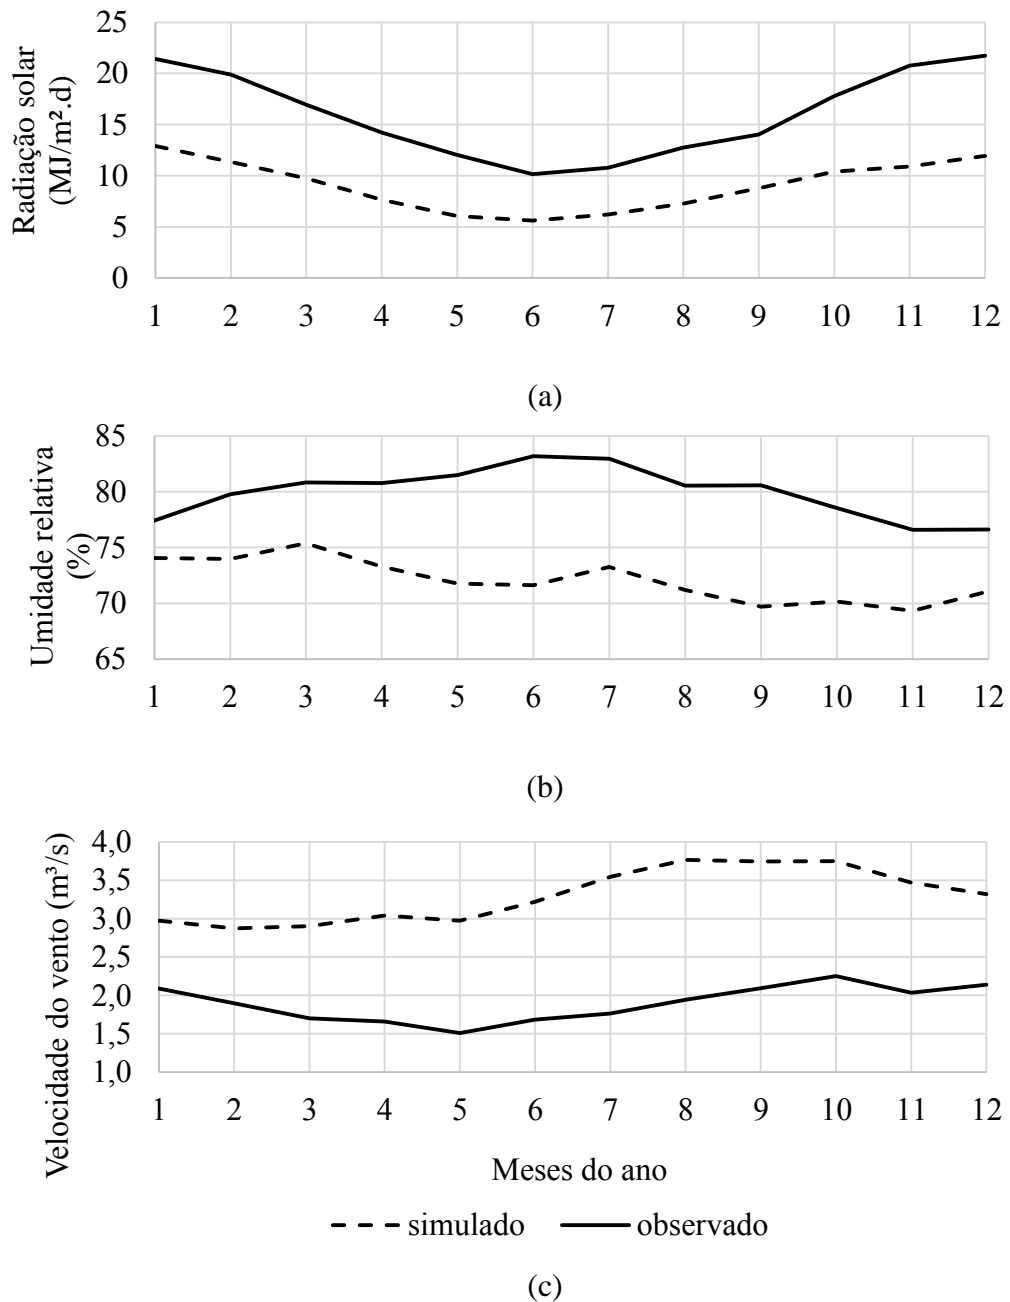 Radiação solar
(MJ/m².d)
25
20
15
10
5
0
1 2 3 4 5 6 7 8 9 10 11 12
(a)
Umidade relativa
(%)
85
80
75
70
65
1 2 3 4 5 6 7 8 9 10 11 12
(b)
Velocidade do vento (m³/s)
4,0
3,5
3,0
2,5
2,0
1,5
1,0
1 2 3 4 5 6 7 8 9 10 11 12
Meses do ano
simulado observado
(c)